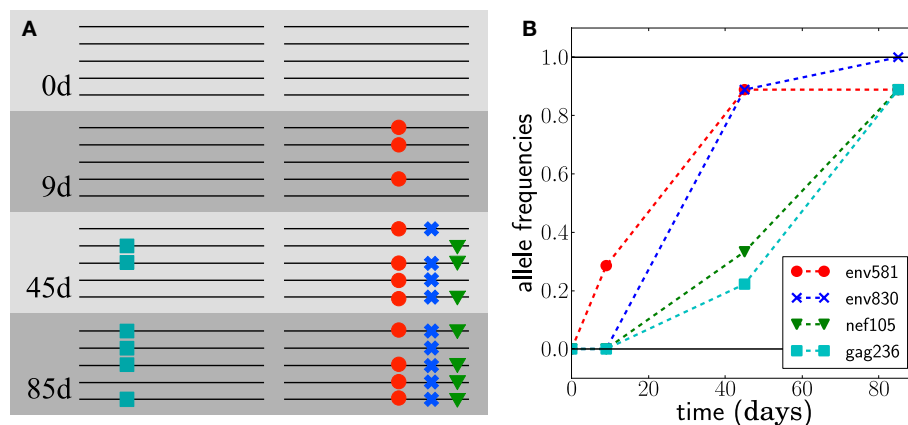 A
0d
9d
45d
85d
B
allele frequencies
1.0
0.8
0.6
0.4
0.2
0.0
0
20
40
60
80
time (days)
env581
env830
nef105
gag236